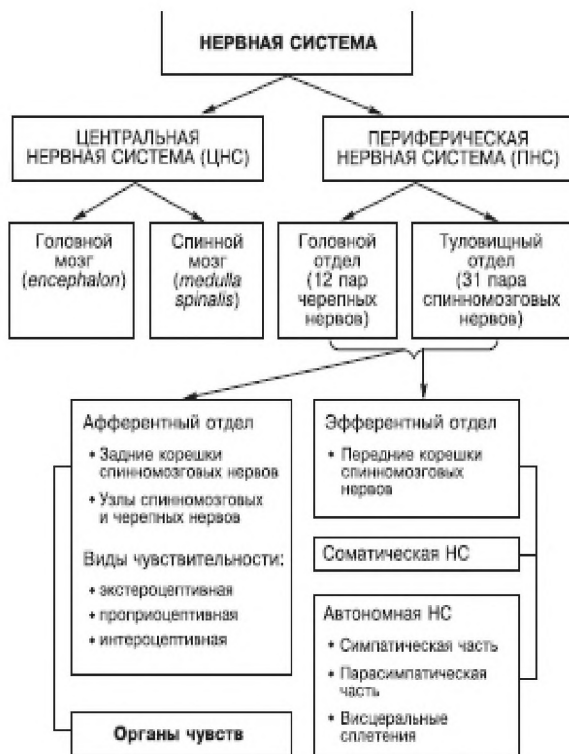 НЕРВНАЯ СИСТЕМА
ЦЕНТРАЛЬНАЯ
НЕРВНАЯ СИСТЕМА (ЦНС)
ПЕРИФЕРИЧЕСКАЯ
НЕРВНАЯ СИСТЕМА (ПНС)
Головной
мозг
(encephalon)
Спинной
мозг
(medulla
spinalis)
Головной
отдел
(12 пар
черепных
нервов)
Туловищный
отдел
(31 пара
спинномозговых
нервов)
Афферентный отдел
• Задние корешки
спинномозговых нервов
• Узлы спинномозговых
и черепных нервов
Виды чувствительности:
• экстероцептивная
• проприоцептивная
• интероцептивная
Органы чувств
Эфферентный отдел
• Передние корешки
спинномозговых
нервов
Соматическая НС
Автономная НС
• Симпатическая часть
• Парасимпатическая
часть
• Висцеральные
сплетения